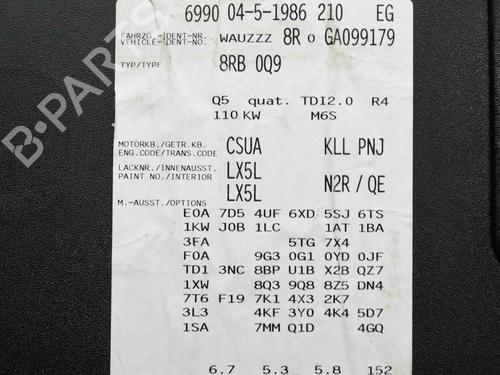 6990 04-5-1986 210 EG
FAHRZG.-IDENT-NR. WAUZZZ 8R 0 GA099179
VEHICLE-IDENT-NO.
TYP/TYPE 8RB 0Q9
Q5 quat. TDI2.0 R4
110 KW M6S
MOTORKB./GETR.KB. CSUA KLL PNJ
ENG.CODE/TRANS.CODE
LACKNR./INNENAUSST. LX5L N2R / QE
PAINT NO./INTERIOR LX5L
M.-AUSST./OPTIONS
E0A 7D5 4UF 6XD 5SJ 6TS
1KW J0B 1LC 1AT 1BA
3FA 5TG 7X4
F0A 9G3 0G1 0YD 0JF
TD1 3NC 8BP U1B X2B QZ7
1XW 8Q3 9Q8 8Z5 DN4
7T6 F19 7K1 4X3 2K7
3L3 4KF 3Y0 4K4 5D7
1SA 7MM Q1D 4GQ
6.7 5.3 5.8 152
B-PARTS